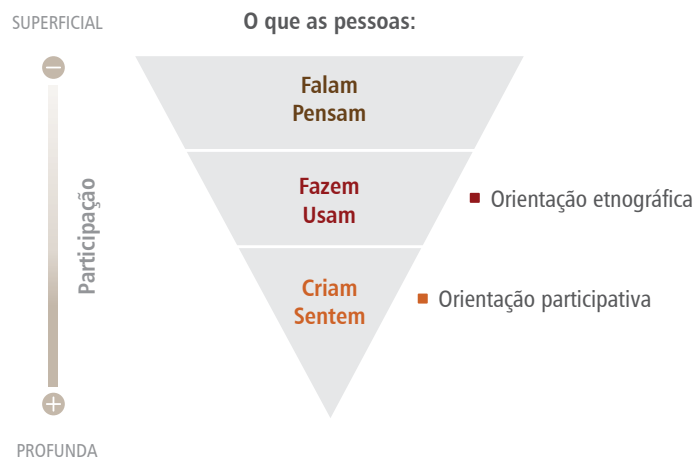 SUPERFICIAL
O que as pessoas:
Falam
Pensam
Participação
Fazem
Usam
Orientação etnográfica
Criam
Sentem
Orientação participativa
PROFUNDA